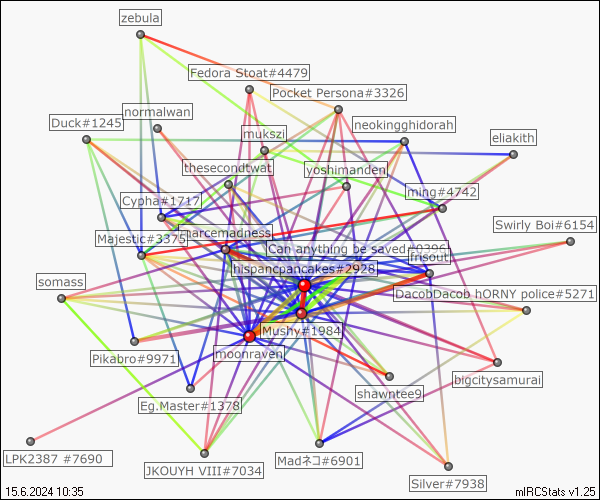 zebula
Fedora Stoat#4479
Pocket Persona#3326
normalwan
Duck#1245
neokingghidorah
mukszi
eliakith
thesecondtwat
yoshimanden
ming#4742
Cypha#1717
Swirly Boi#6154
filarcemadness
Majestic#3375
Can anything be saved#0396
frisout
hispancpancakes#2928
somass
DacobDacob hORNY police#5271
Mushy#1984
Pikabro#9971
moonraven
bigcitysamurai
shawntee9
Eg.Master#1378
LPK2387 #7690
JKOUYH VIII#7034
Madネコ#6901
Silver#7938
15.6.2024 10:35
mIRCStats v1.25